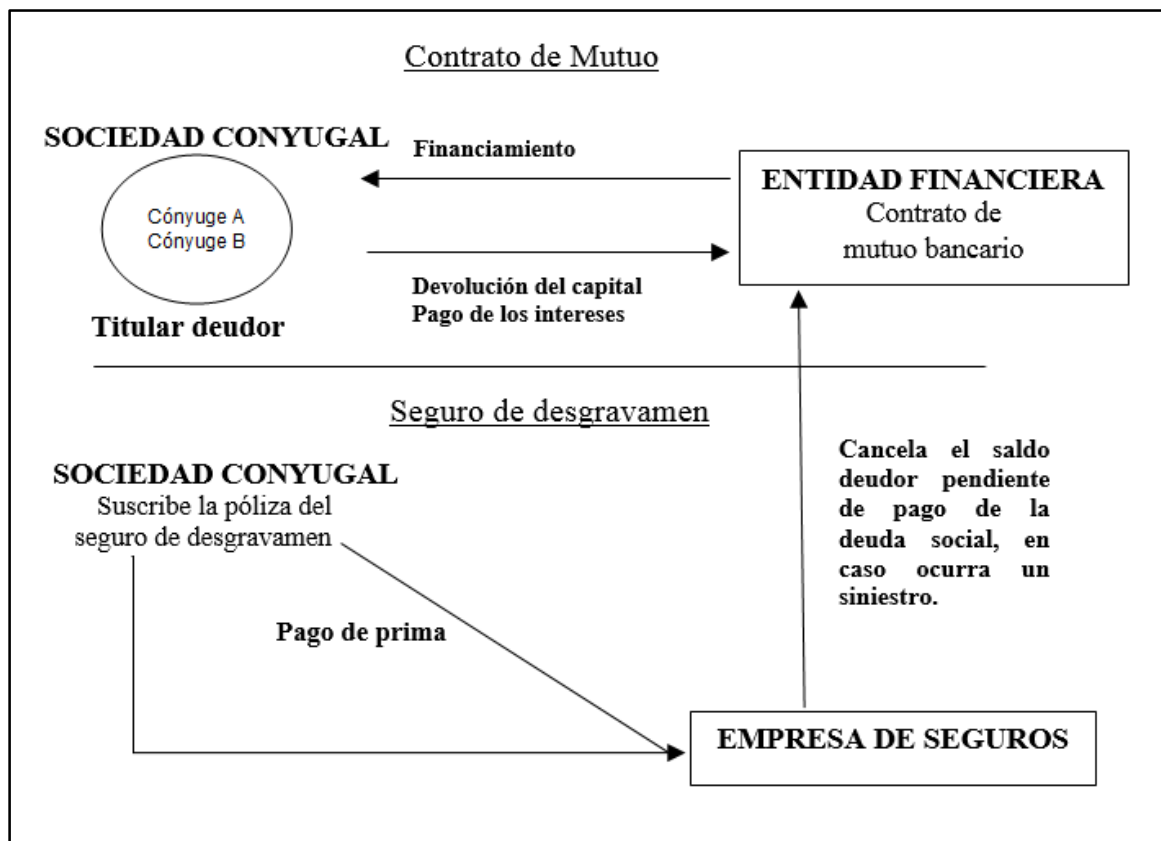 Contrato de Mutuo
SOCIEDAD CONYUGAL
Cónyuge A
Cónyuge B
Titular deudor
Financiamiento
Devolución del capital
Pago de los intereses
ENTIDAD FINANCIERA
Contrato de
mutuo bancario
Seguro de desgravamen
SOCIEDAD CONYUGAL
Suscribe la póliza del
seguro de desgravamen
Pago de prima
Cancela el saldo
deudor pendiente
de pago de la
deuda social, en
caso ocurra un
siniestro.
EMPRESA DE SEGUROS